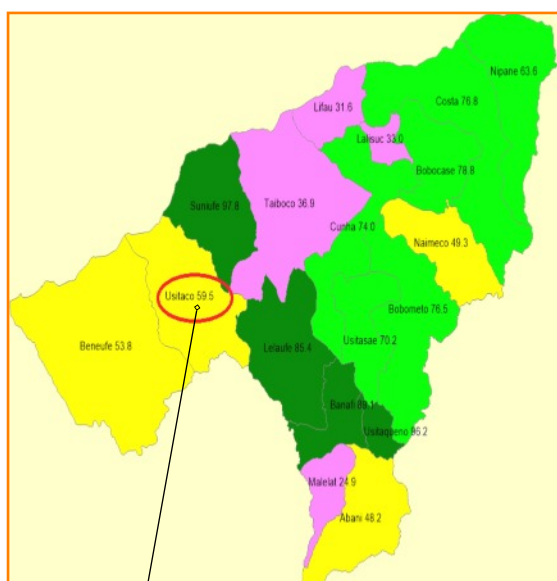 Nipane 63.6
Costa 76.8
Lifau 31.6
Lalisuc 33.0
Bobocase 78.8
Suniufe 97.8
Taiboco 36.9
Cunha 74.0
Naimeco 49.3
Usitaco 59.5
Bobometo 76.5
Beneufe 53.8
Usitasae 70.2
Lelaufe 85.4
Banafi
Usitaqueno 86.2
Malelat 24.9
Abani 48.2